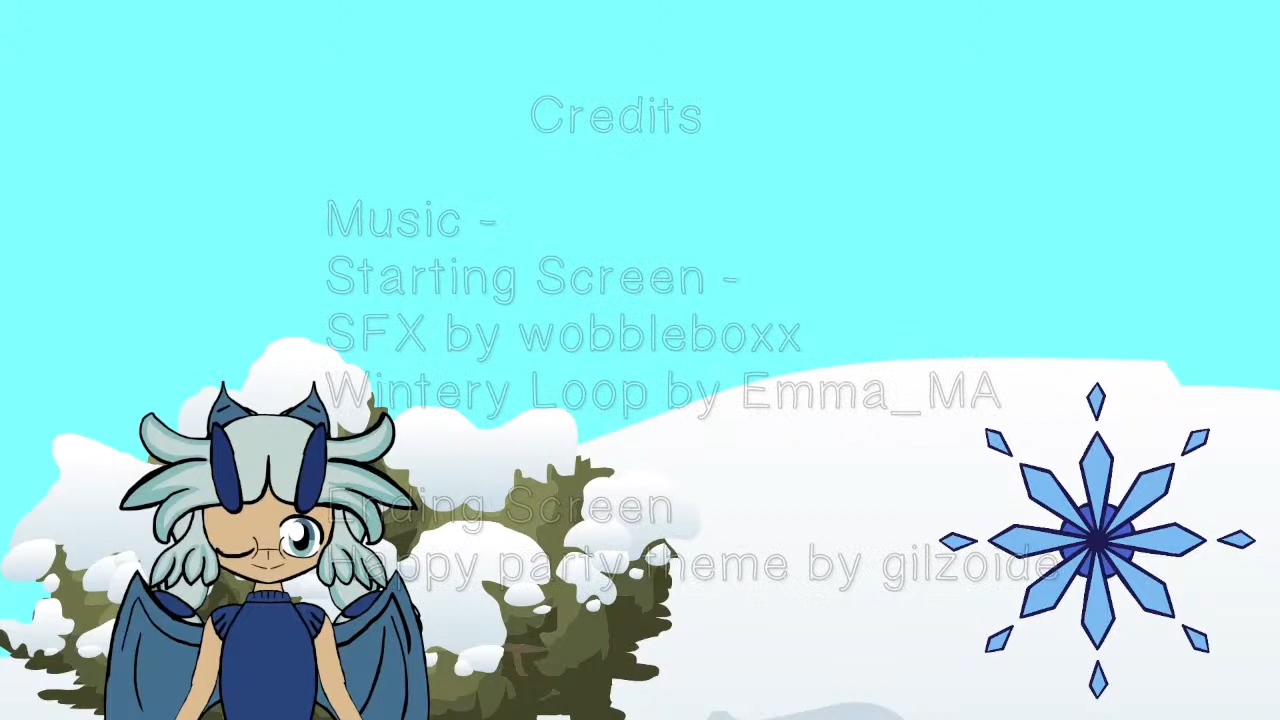 Credits
Music -
Starting Screen -
SFX by wobbleboxx
Wintery Loop by Emma_MA
Ending Screen
Happy party theme by gilzoide